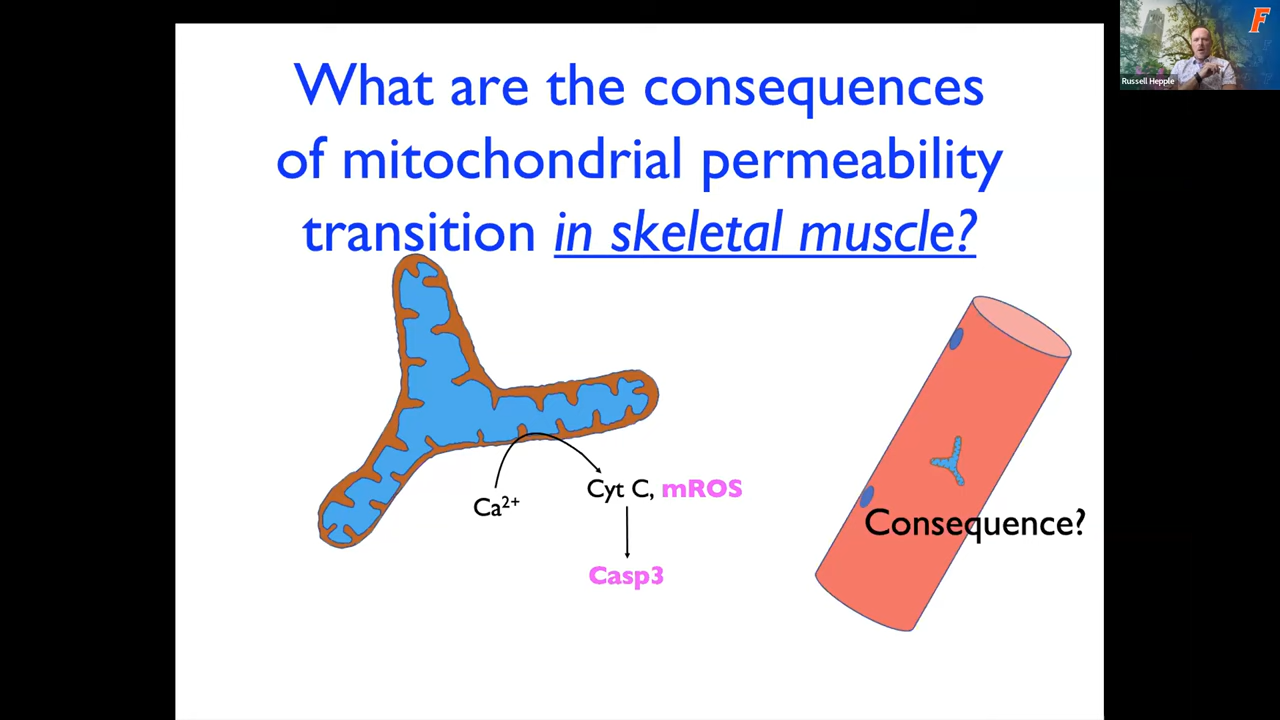 What are the consequences
of mitochondrial permeability
transition in skeletal muscle?
Ca2+
Cyt C, mROS
Casp3
Consequence?
F
Russell Hepple